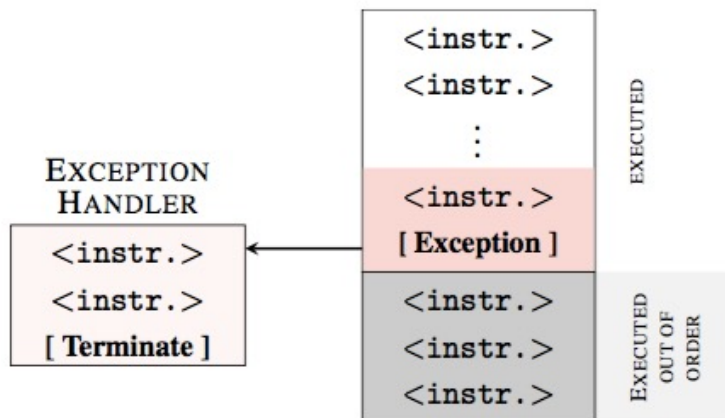 <instr.>
<instr.>
⋮
<instr.>
[ Exception ]
<instr.>
<instr.>
<instr.>
EXCEPTION
HANDLER
<instr.>
<instr.>
[ Terminate ]
EXECUTED
EXECUTED
OUT OF
ORDER